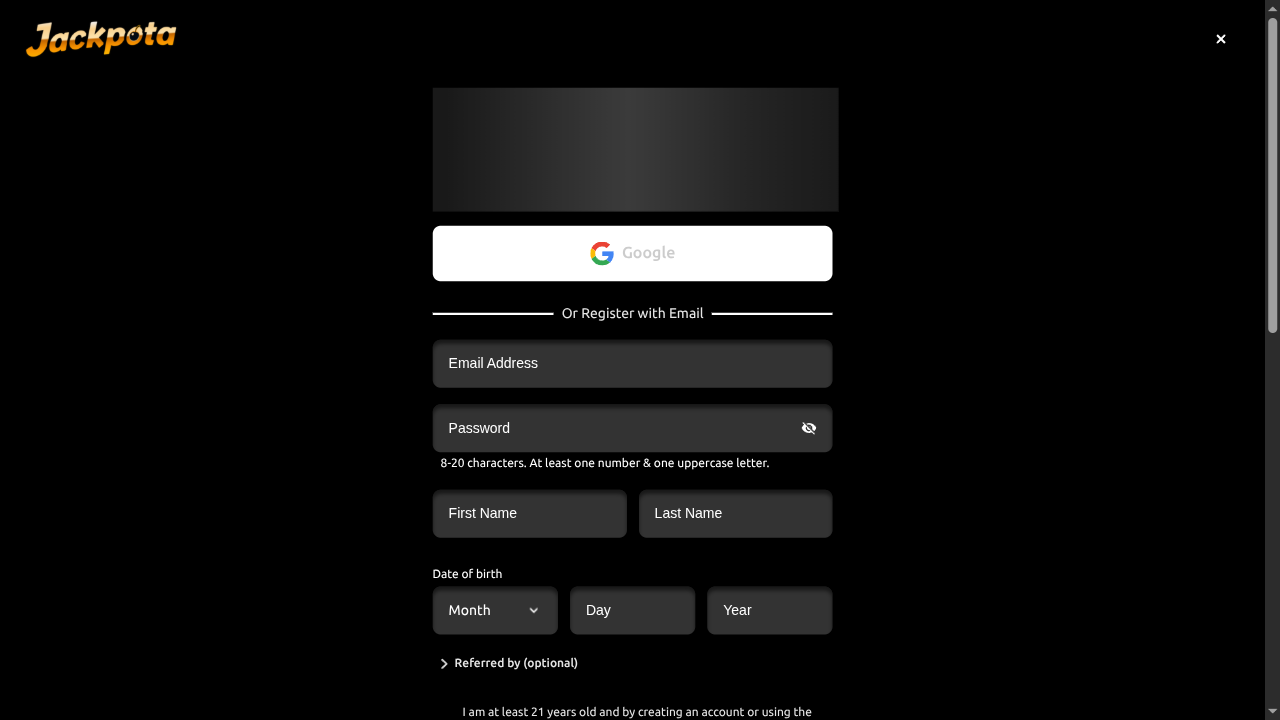 Jackpota
Google
Or Register with Email
Email Address
Password
8-20 characters. At least one number & one uppercase letter.
First Name Last Name
Date of birth
Month Day Year
Referred by (optional)
I am at least 21 years old and by creating an account or using the